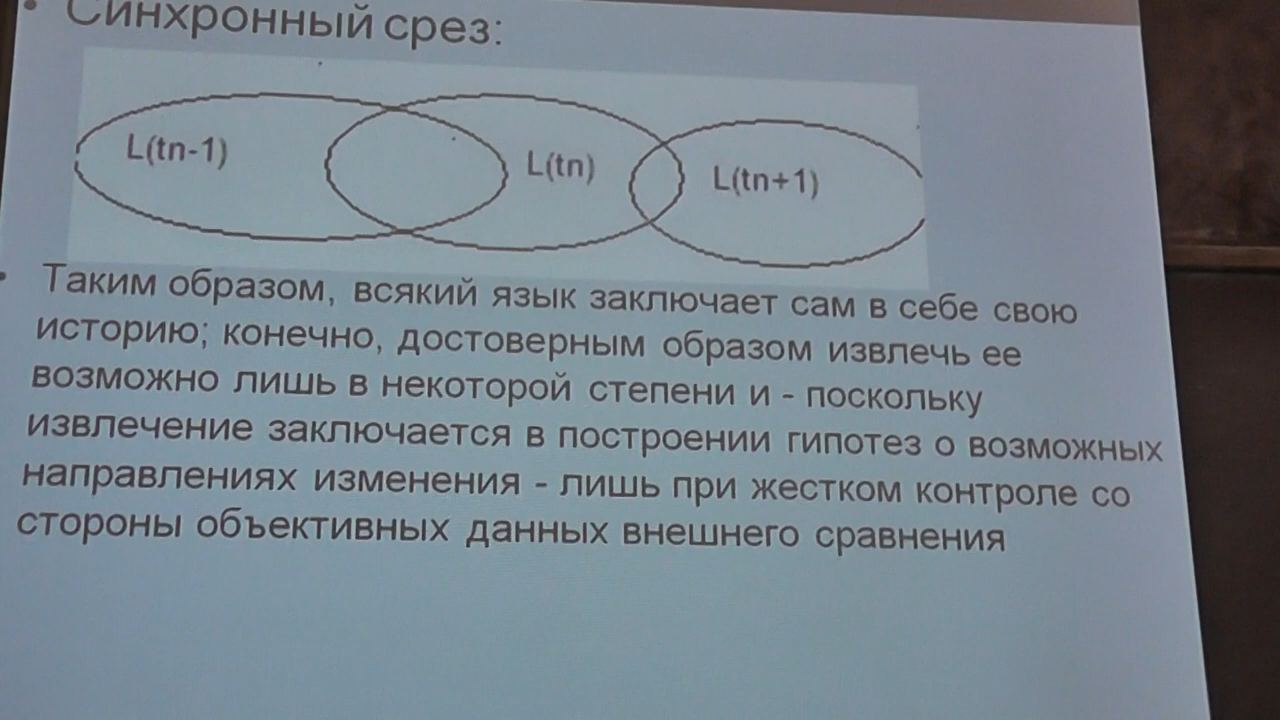 Синхронный срез:
L(tn-1)
L(tn)
L(tn+1)
Таким образом, всякий язык заключает сам в себе свою
историю; конечно, достоверным образом извлечь ее
возможно лишь в некоторой степени и - поскольку
извлечение заключается в построении гипотез о возможных
направлениях изменения - лишь при жестком контроле со
стороны объективных данных внешнего сравнения